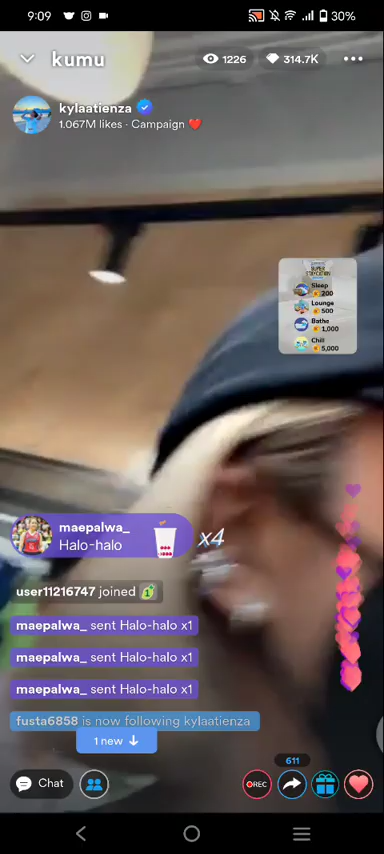 9:09
30%
kumu
1226
314.7K
kylaatienza
1.067M likes · Campaign ❤️
SUPER
STAYCATION
Sleep
200
Lounge
500
Bathe
1,000
Chill
5,000
maepalwa_
Halo-halo
x4
user11216747 joined
maepalwa_ sent Halo-halo x1
maepalwa_ sent Halo-halo x1
maepalwa_ sent Halo-halo x1
fusta6858 is now following kylaatienza
1 new ↓
611
Chat
REC